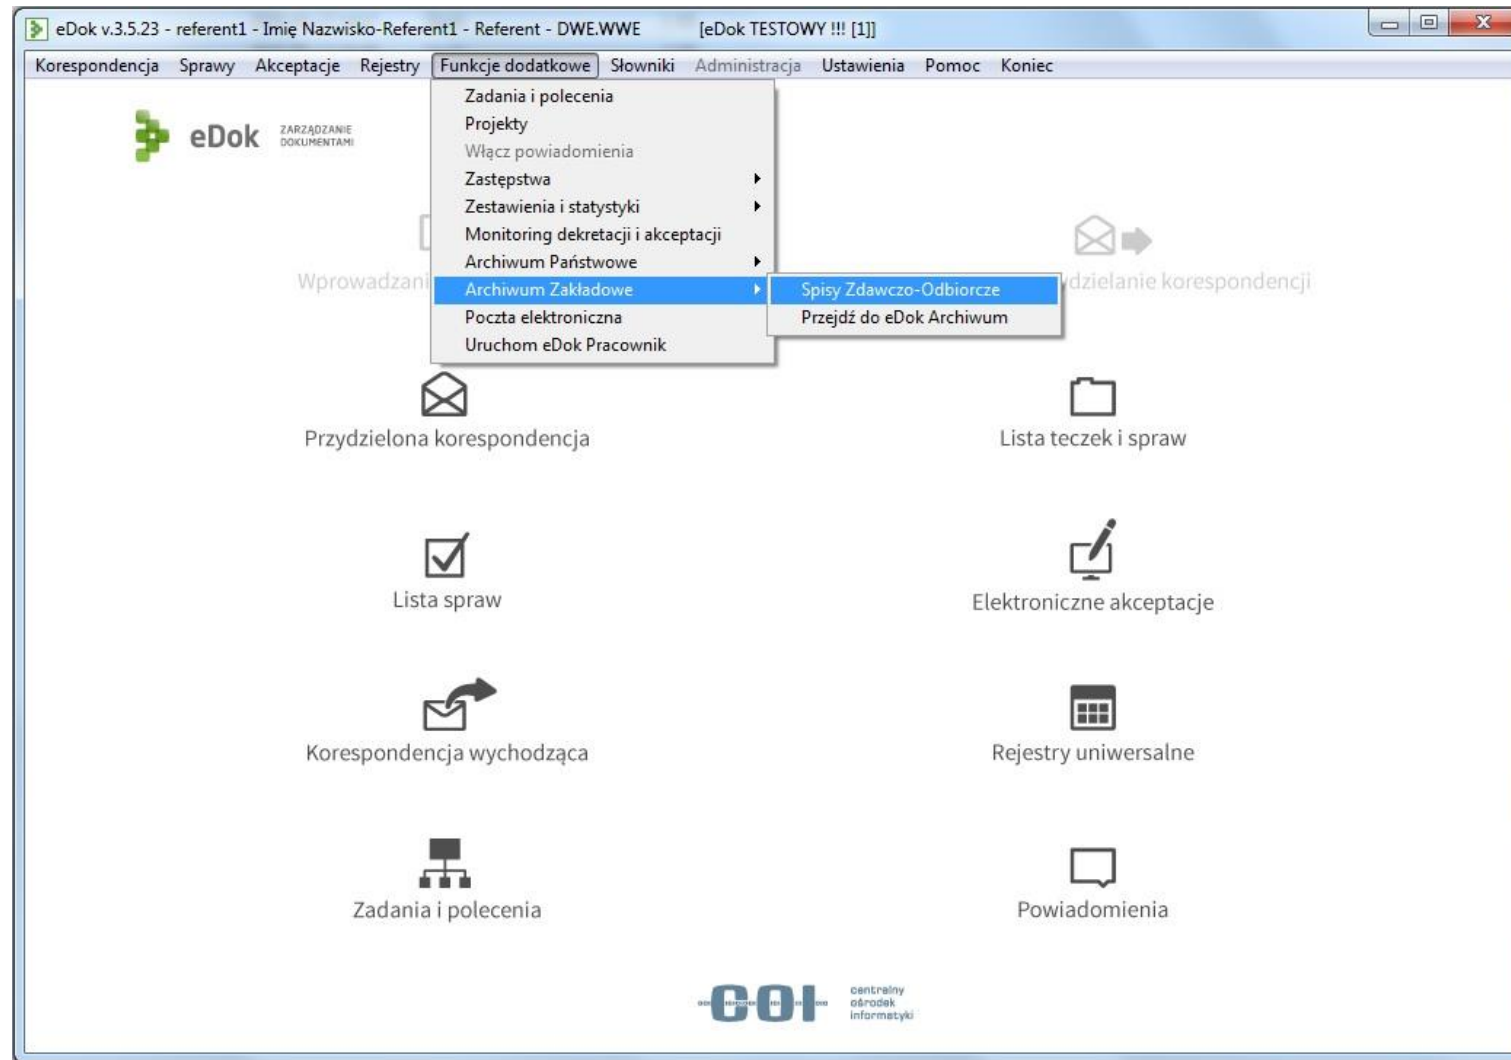 eDok v.3.5.23 - referent1 - Imię Nazwisko-Referent1 - Referent - DWE.WWE [eDok TESTOWY !!! [1]]
Korespondencja Sprawy Akceptacje Rejestry Funkcje dodatkowe Słowniki Administracja Ustawienia Pomoc Koniec
eDok ZARZĄDZANIE
DOKUMENTAMI
Zadania i polecenia
Projekty
Włącz powiadomienia
Zastępstwa
Zestawienia i statystyki
Monitoring dekretacji i akceptacji
Archiwum Państwowe
Archiwum Zakładowe
Poczta elektroniczna
Uruchom eDok Pracownik
Spisy Zdawczo-Odbiorcze
Przejdź do eDok Archiwum
Wprowadzani
dzielanie korespondencji
Przydzielona korespondencja
Lista teczek i spraw
Lista spraw
Elektroniczne akceptacje
Korespondencja wychodząca
Rejestry uniwersalne
Zadania i polecenia
Powiadomienia
COI centralny
ośrodek
informatyki